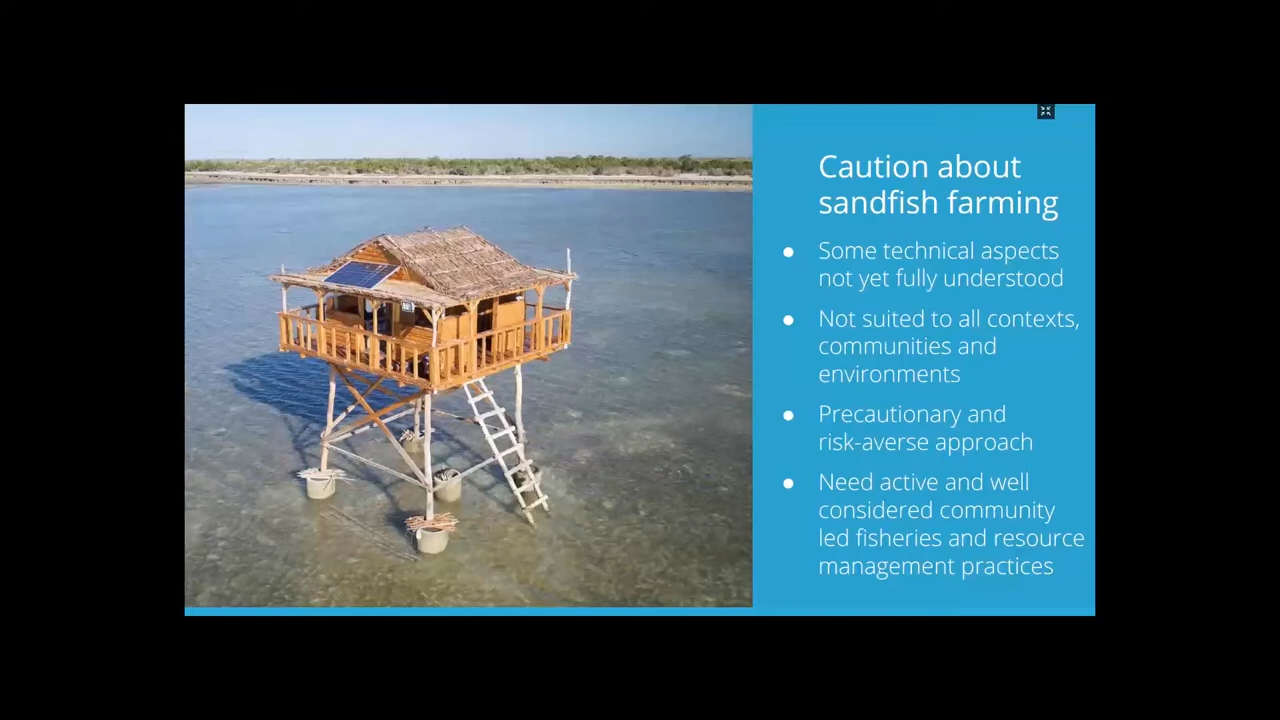 Caution about
sandfish farming
● Some technical aspects
not yet fully understood
● Not suited to all contexts,
communities and
environments
● Precautionary and
risk-averse approach
● Need active and well
considered community
led fisheries and resource
management practices